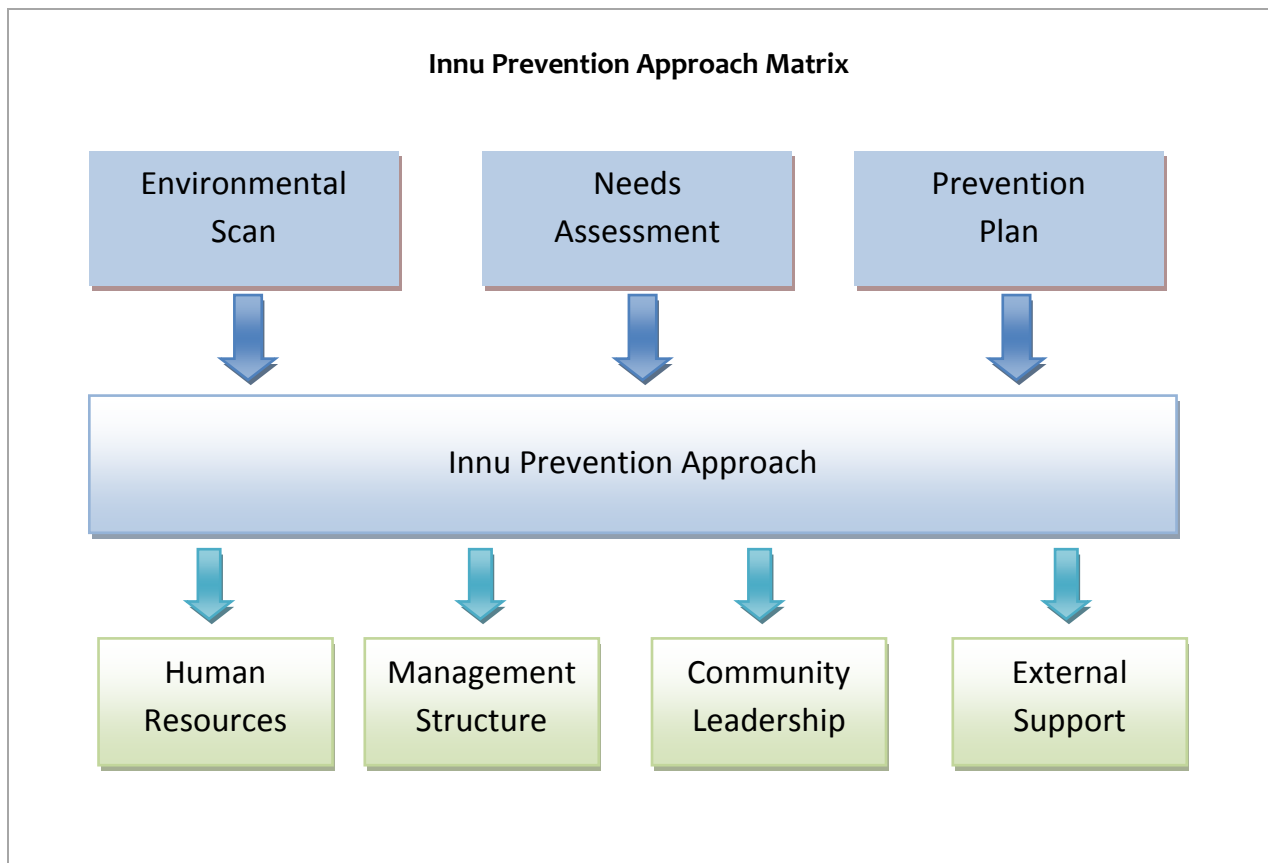 Innu Prevention Approach Matrix
Environmental
Scan
Needs
Assessment
Prevention
Plan
Innu Prevention Approach
Human
Resources
Management
Structure
Community
Leadership
External
Support